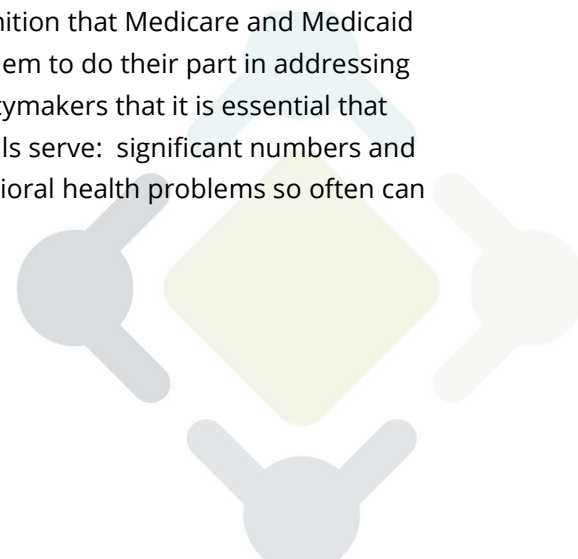 nition that Medicare and Medicaid
em to do their part in addressing
ymakers that it is essential that
ls serve: significant numbers and
ioral health problems so often can